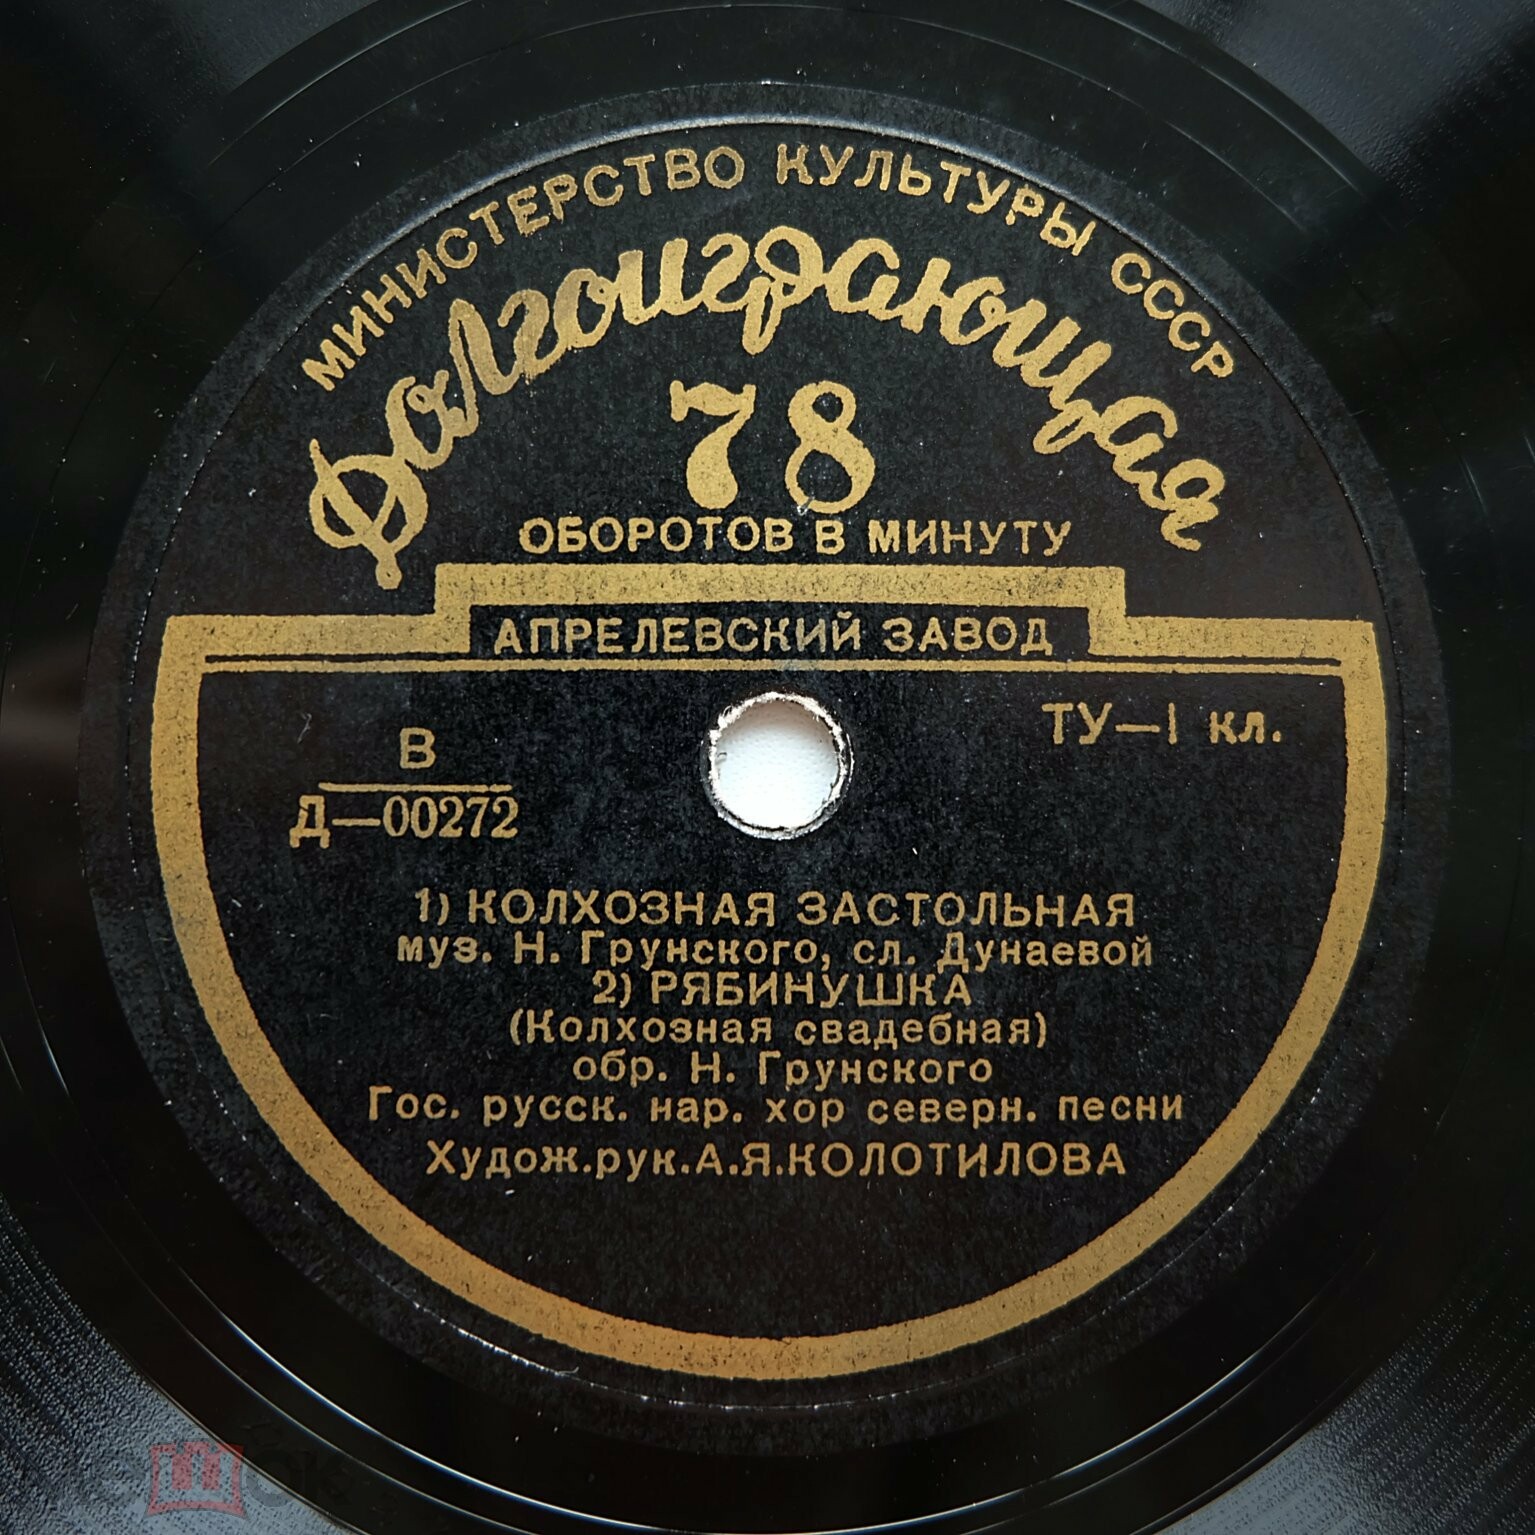 МИНИСТЕРСТВО КУЛЬТУРЫ СССР
Долгоиграющая
78
ОБОРОТОВ В МИНУТУ
АПРЕЛЕВСКИЙ ЗАВОД
ТУ—I кл.
В
Д—00272
1) КОЛХОЗНАЯ ЗАСТОЛЬНАЯ
муз. Н. Грунского, сл. Дунаевой
2) РЯБИНУШКА
(Колхозная свадебная)
обр. Н. Грунского
Гос. русск. нар. хор северн. песни
Худож.рук.А.Я.КОЛОТИЛОВА